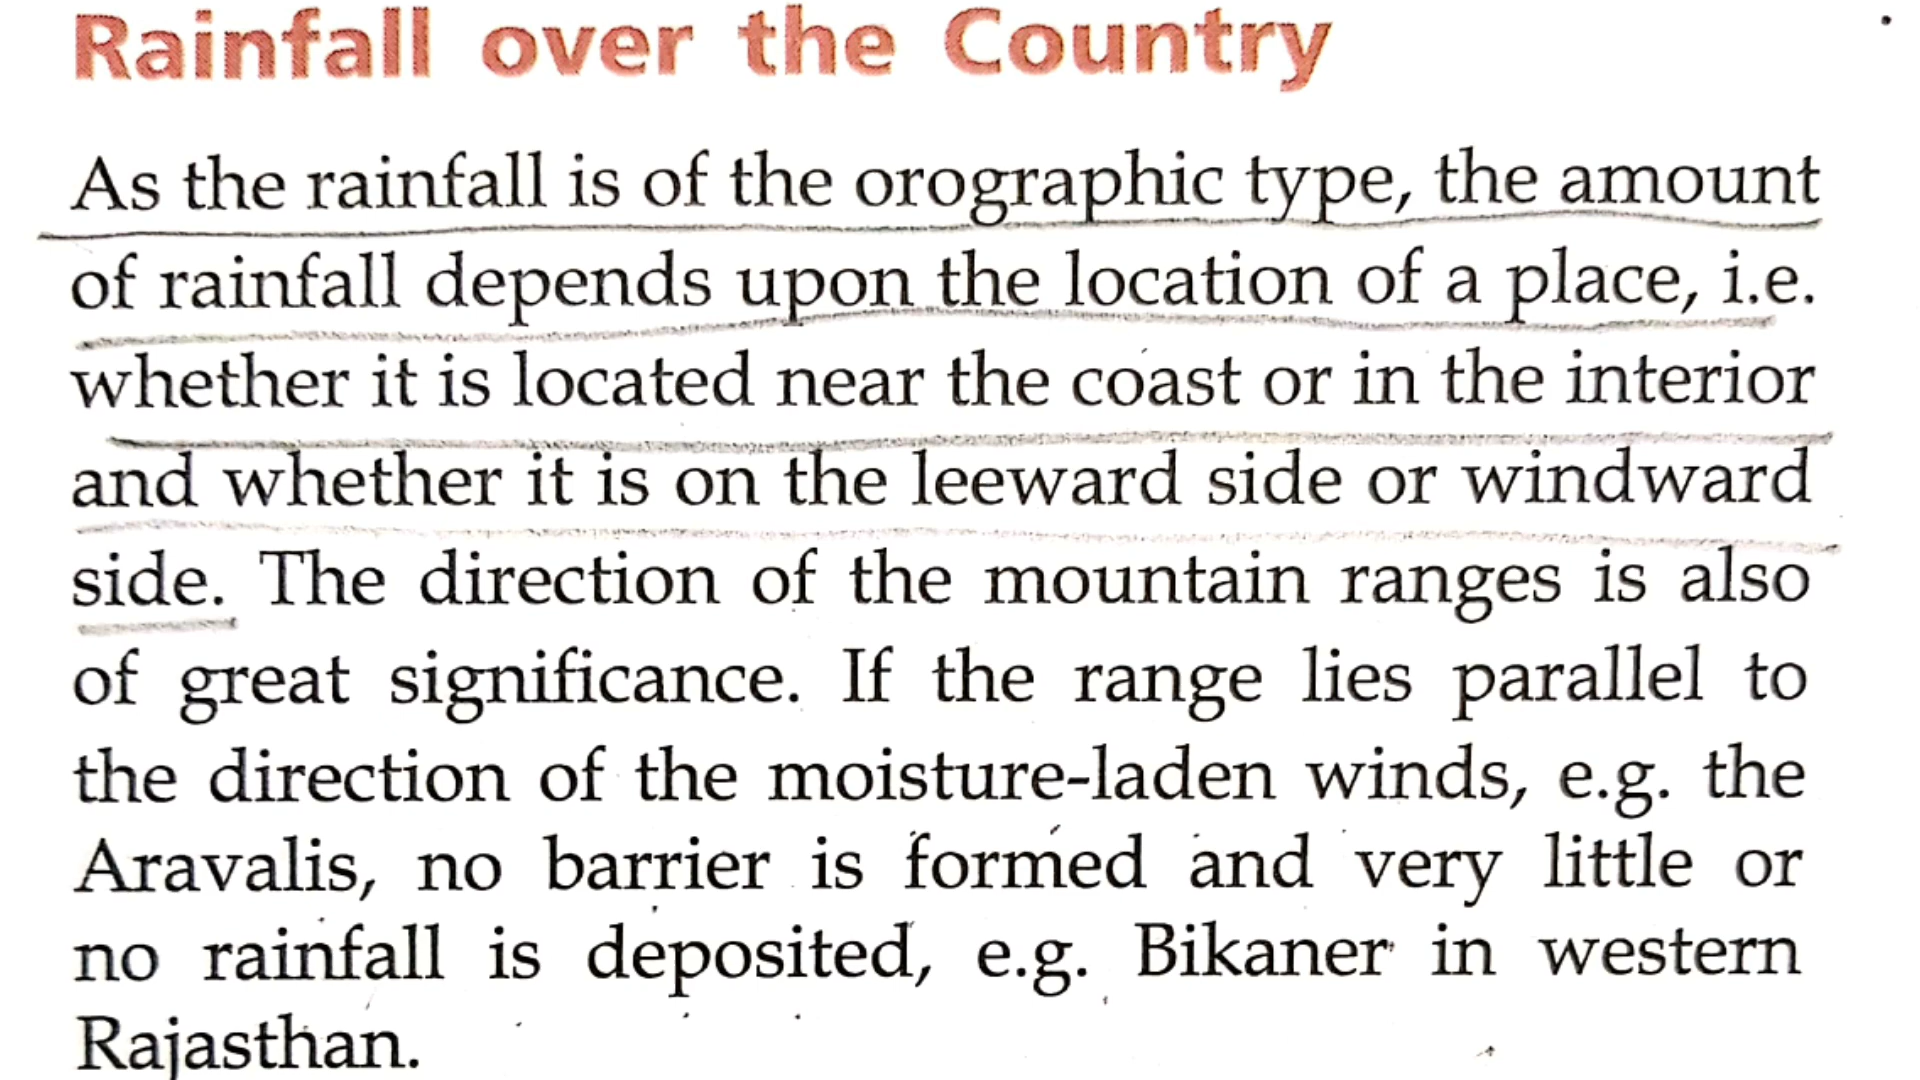 Rainfall over the Country
As the rainfall is of the orographic type, the amount
of rainfall depends upon the location of a place, i.e.
whether it is located near the coast or in the interior
and whether it is on the leeward side or windward
side. The direction of the mountain ranges is also
of great significance. If the range lies parallel to
the direction of the moisture-laden winds, e.g. the
Aravalis, no barrier is formed and very little or
no rainfall is deposited, e.g. Bikaner in western
Rajasthan.